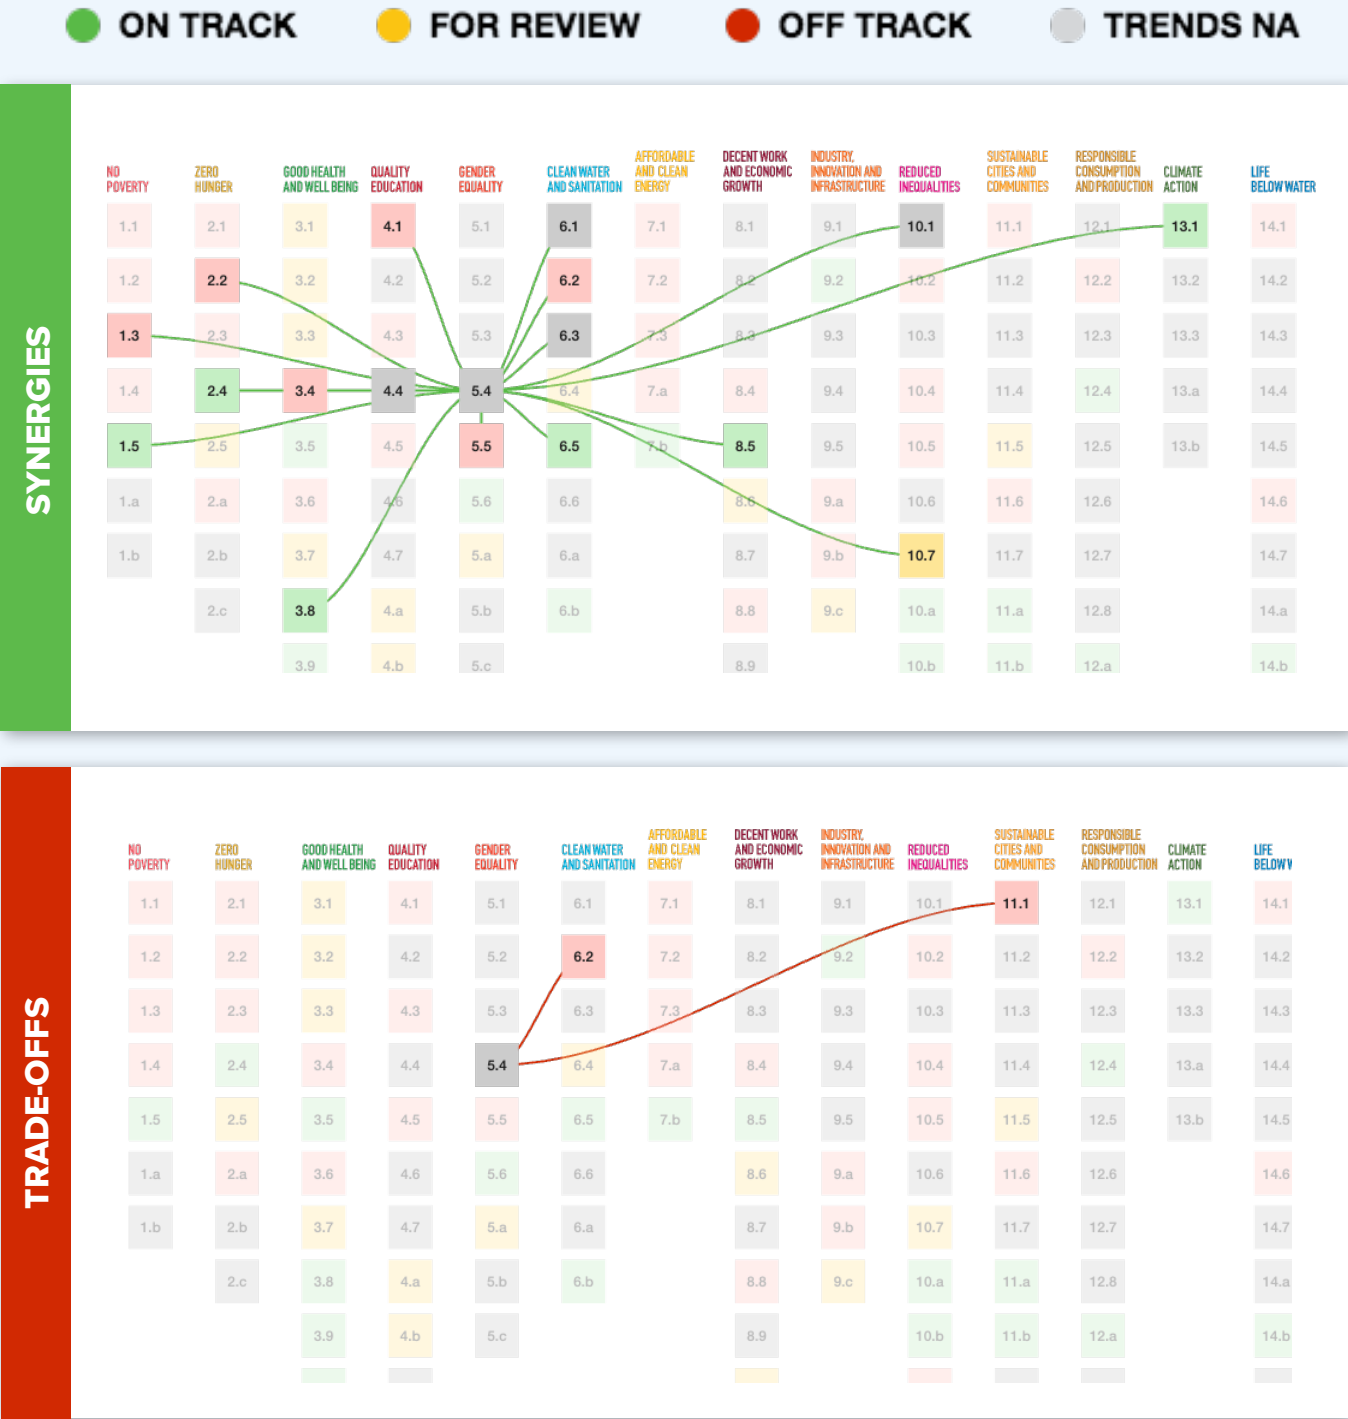 ON TRACK FOR REVIEW OFF TRACK TRENDS NA
SYNERGIES
NO POVERTY
ZERO HUNGER
GOOD HEALTH AND WELL BEING
QUALITY EDUCATION
GENDER EQUALITY
CLEAN WATER AND SANITATION
AFFORDABLE AND CLEAN ENERGY
DECENT WORK AND ECONOMIC GROWTH
INDUSTRY, INNOVATION AND INFRASTRUCTURE
REDUCED INEQUALITIES
SUSTAINABLE CITIES AND COMMUNITIES
RESPONSIBLE CONSUMPTION AND PRODUCTION
CLIMATE ACTION
LIFE BELOW WATER
1.1 2.1 3.1 4.1 5.1 6.1 7.1 8.1 9.1 10.1 11.1 12.1 13.1 14.1
1.2 2.2 3.2 4.2 5.2 6.2 7.2 8.2 9.2 10.2 11.2 12.2 13.2 14.2
1.3 2.3 3.3 4.3 5.3 6.3 7.3 8.3 9.3 10.3 11.3 12.3 13.3 14.3
1.4 2.4 3.4 4.4 5.4 6.4 7.a 8.4 9.4 10.4 11.4 12.4 13.a 14.4
1.5 2.5 3.5 4.5 5.5 6.5 7.b 8.5 9.5 10.5 11.5 12.5 13.b 14.5
1.a 2.a 3.6 4.6 5.6 6.6 8.6 9.a 10.6 11.6 12.6 14.6
1.b 2.b 3.7 4.7 5.a 6.a 8.7 9.b 10.7 11.7 12.7 14.7
2.c 3.8 4.a 5.b 6.b 8.8 9.c 10.a 11.a 12.8 14.a
3.9 4.b 5.c 8.9 10.b 11.b 12.a 14.b
TRADE-OFFS
NO POVERTY
ZERO HUNGER
GOOD HEALTH AND WELL BEING
QUALITY EDUCATION
GENDER EQUALITY
CLEAN WATER AND SANITATION
AFFORDABLE AND CLEAN ENERGY
DECENT WORK AND ECONOMIC GROWTH
INDUSTRY, INNOVATION AND INFRASTRUCTURE
REDUCED INEQUALITIES
SUSTAINABLE CITIES AND COMMUNITIES
RESPONSIBLE CONSUMPTION AND PRODUCTION
CLIMATE ACTION
LIFE BELOW W
1.1 2.1 3.1 4.1 5.1 6.1 7.1 8.1 9.1 10.1 11.1 12.1 13.1 14.1
1.2 2.2 3.2 4.2 5.2 6.2 7.2 8.2 9.2 10.2 11.2 12.2 13.2 14.2
1.3 2.3 3.3 4.3 5.3 6.3 7.3 8.3 9.3 10.3 11.3 12.3 13.3 14.3
1.4 2.4 3.4 4.4 5.4 6.4 7.a 8.4 9.4 10.4 11.4 12.4 13.a 14.4
1.5 2.5 3.5 4.5 5.5 6.5 7.b 8.5 9.5 10.5 11.5 12.5 13.b 14.5
1.a 2.a 3.6 4.6 5.6 6.6 8.6 9.a 10.6 11.6 12.6 14.6
1.b 2.b 3.7 4.7 5.a 6.a 8.7 9.b 10.7 11.7 12.7 14.7
2.c 3.8 4.a 5.b 6.b 8.8 9.c 10.a 11.a 12.8 14.a
3.9 4.b 5.c 8.9 10.b 11.b 12.a 14.b